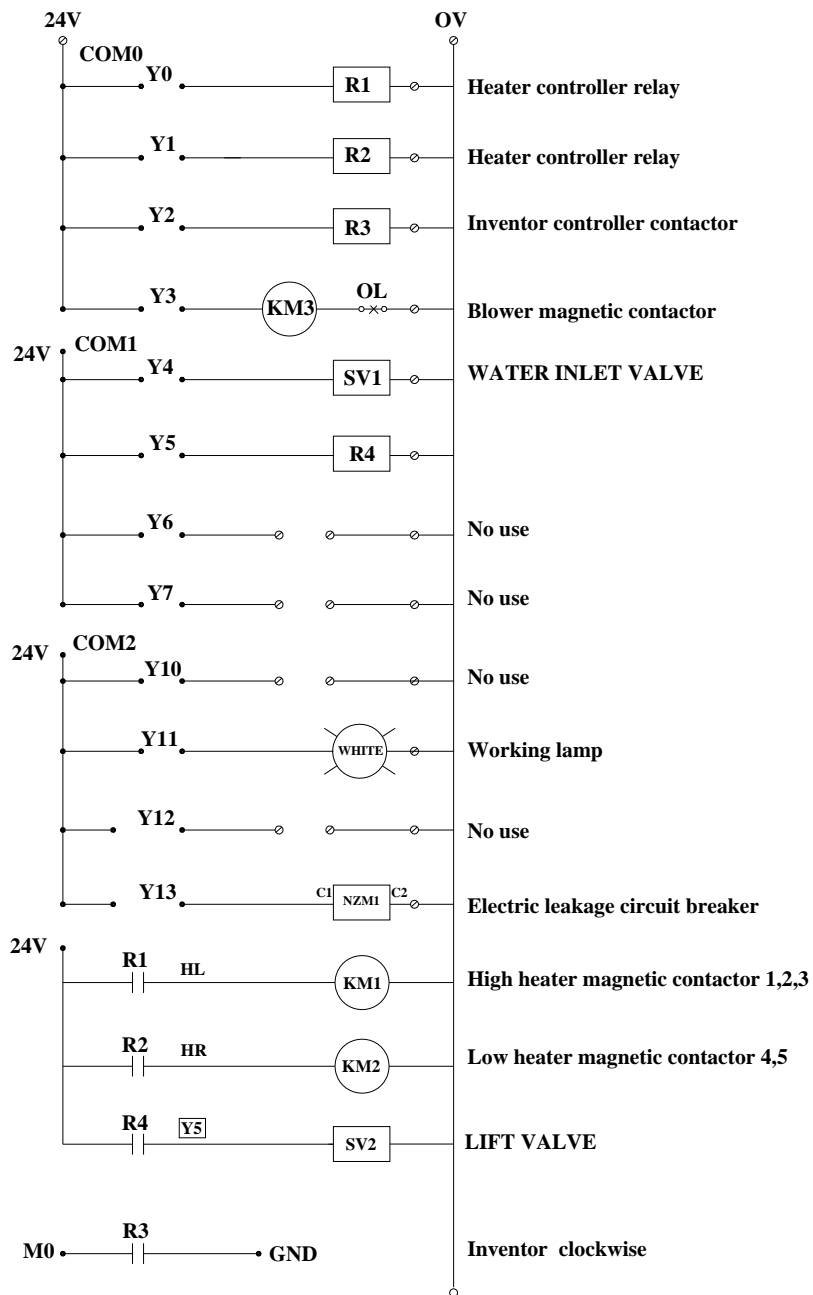 24V OV
COM0
Y0 R1 Heater controller relay
Y1 R2 Heater controller relay
Y2 R3 Inventor controller contactor
Y3 KM3 OL Blower magnetic contactor
24V COM1
Y4 SV1 WATER INLET VALVE
Y5 R4
Y6 No use
Y7 No use
24V COM2
Y10 No use
Y11 WHITE Working lamp
Y12 No use
Y13 C1 NZM1 C2 Electric leakage circuit breaker
24V
R1 HL KM1 High heater magnetic contactor 1,2,3
R2 HR KM2 Low heater magnetic contactor 4,5
R4 Y5 SV2 LIFT VALVE
M0 R3 GND Inventor clockwise